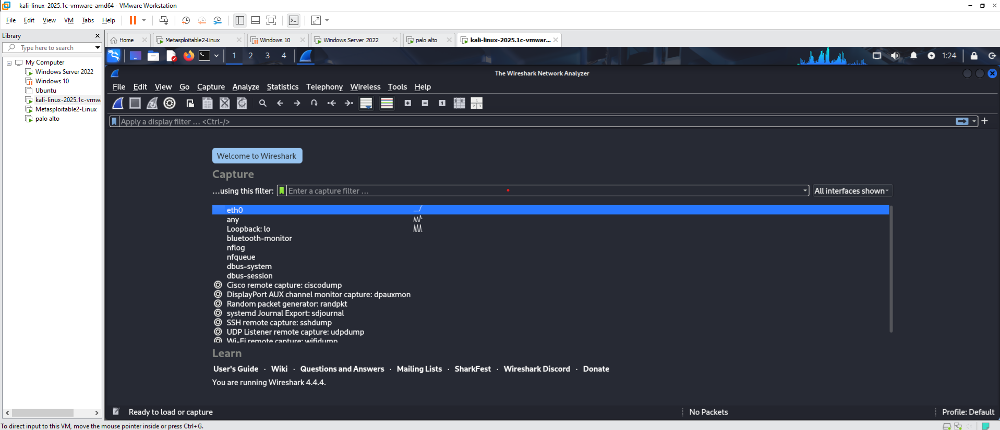 kali-linux-2025.1c-vmware-amd64 - VMware Workstation
File Edit View VM Tabs Help
Library
Type here to search
My Computer
Windows Server 2022
Windows 10
Ubuntu
kali-linux-2025.1c-vmwa
Metasploitable2-Linux
palo alto
Home Metasploitable2-Linux Windows 10 Windows Server 2022 palo alto kali-linux-2025.1c-vmwar...
1 2 3 4 1:24
The Wireshark Network Analyzer
File Edit View Go Capture Analyze Statistics Telephony Wireless Tools Help
Apply a display filter ... <Ctrl-/>
Welcome to Wireshark
Capture
...using this filter: Enter a capture filter ... All interfaces shown
eth0
any
Loopback: lo
bluetooth-monitor
nflog
nfqueue
dbus-system
dbus-session
Cisco remote capture: ciscodump
DisplayPort AUX channel monitor capture: dpauxmon
Random packet generator: randpkt
systemd Journal Export: sdjournal
SSH remote capture: sshdump
UDP Listener remote capture: udpdump
Wi-Fi remote capture: wifidump
Learn
User's Guide · Wiki · Questions and Answers · Mailing Lists · SharkFest · Wireshark Discord · Donate
You are running Wireshark 4.4.4.
Ready to load or capture No Packets Profile: Default
To direct input to this VM, move the mouse pointer inside or press Ctrl+G.